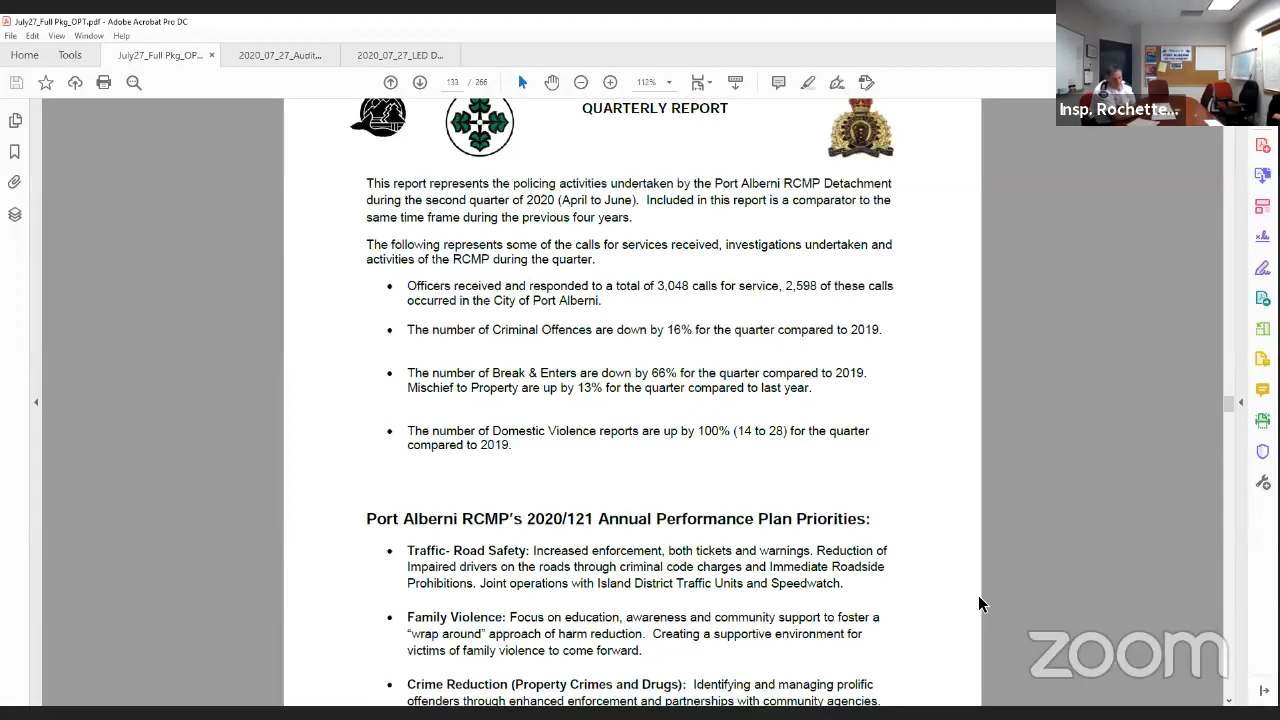 July27_Full Pkg_OPT.pdf - Adobe Acrobat Pro DC
File Edit View Window Help
Home Tools July27_Full Pkg_OP... × 2020_07_27_Audit... 2020_07_27_LED D...
133 / 266 112%
Insp. Rochette...
QUARTERLY REPORT
This report represents the policing activities undertaken by the Port Alberni RCMP Detachment
during the second quarter of 2020 (April to June). Included in this report is a comparator to the
same time frame during the previous four years.
The following represents some of the calls for services received, investigations undertaken and
activities of the RCMP during the quarter.
• Officers received and responded to a total of 3,048 calls for service, 2,598 of these calls
occurred in the City of Port Alberni.
• The number of Criminal Offences are down by 16% for the quarter compared to 2019.
• The number of Break & Enters are down by 66% for the quarter compared to 2019.
Mischief to Property are up by 13% for the quarter compared to last year.
• The number of Domestic Violence reports are up by 100% (14 to 28) for the quarter
compared to 2019.
Port Alberni RCMP's 2020/121 Annual Performance Plan Priorities:
• Traffic- Road Safety: Increased enforcement, both tickets and warnings. Reduction of
Impaired drivers on the roads through criminal code charges and Immediate Roadside
Prohibitions. Joint operations with Island District Traffic Units and Speedwatch.
• Family Violence: Focus on education, awareness and community support to foster a
“wrap around” approach of harm reduction. Creating a supportive environment for
victims of family violence to come forward.
• Crime Reduction (Property Crimes and Drugs): Identifying and managing prolific
offenders through enhanced enforcement and partnerships with community agencies.
zoom